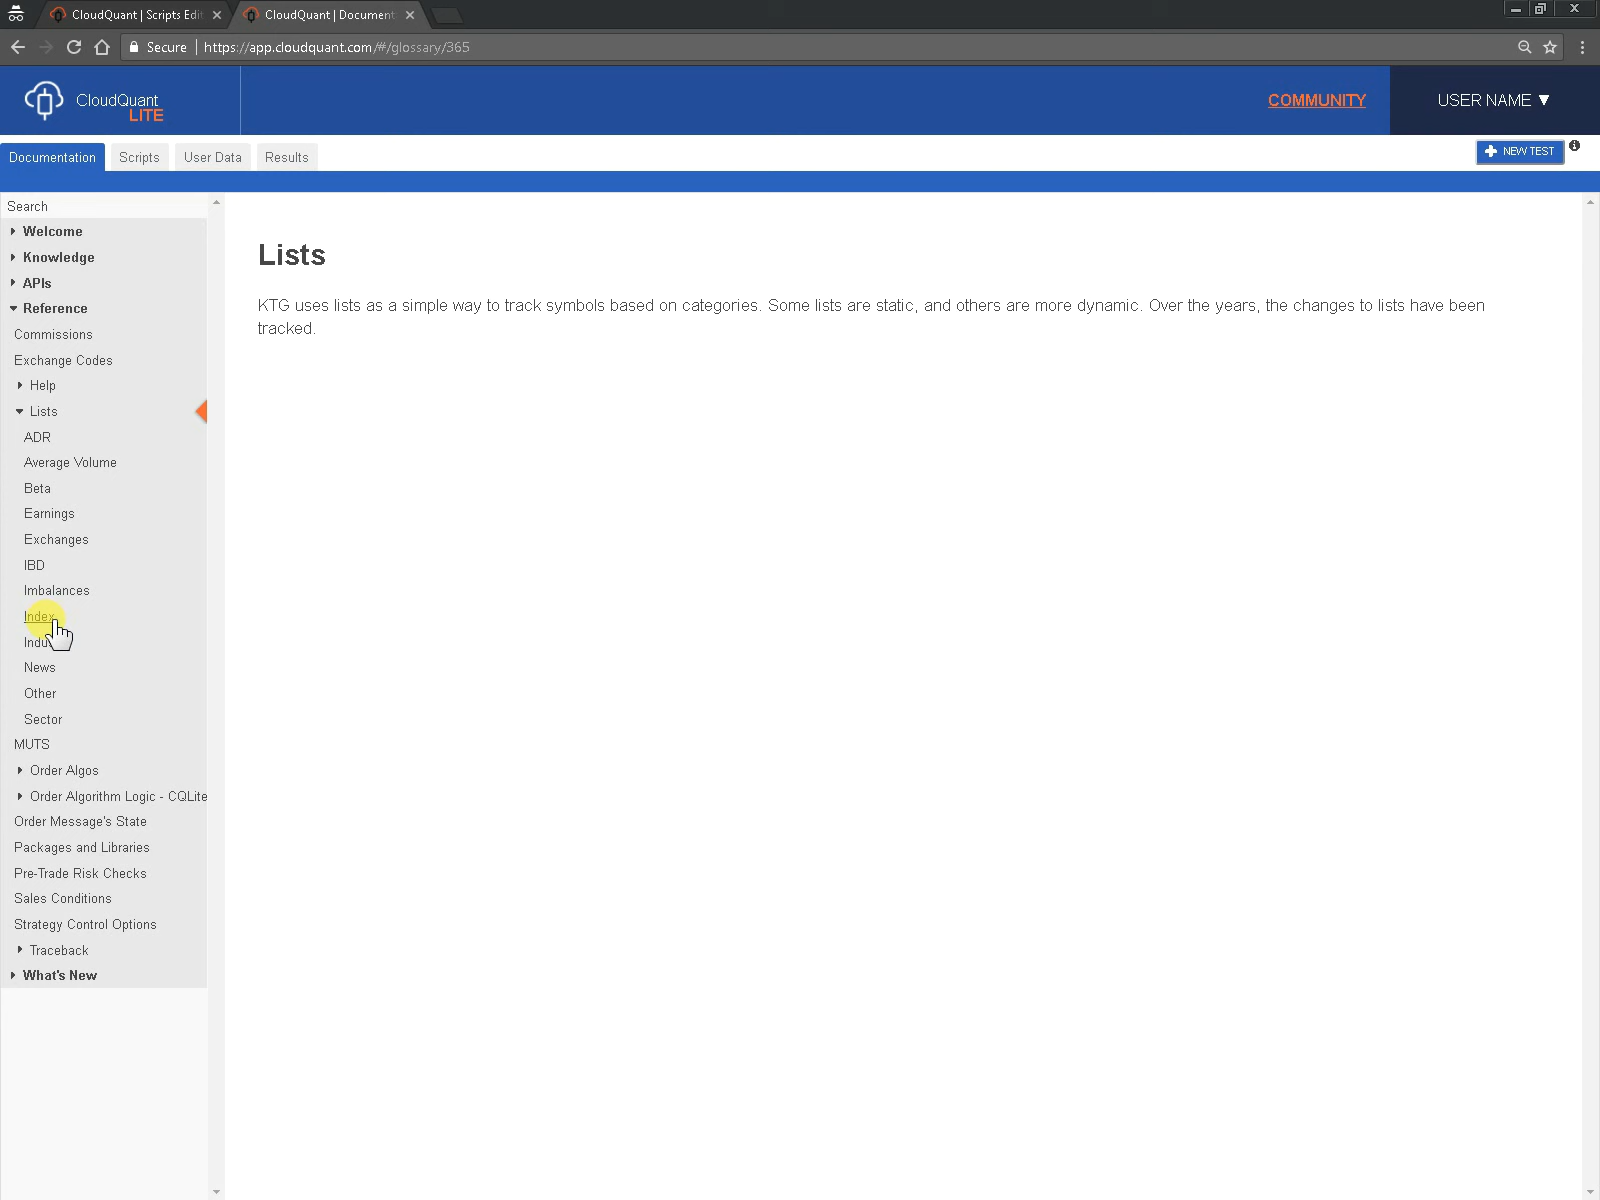 CloudQuant | Scripts Edit
CloudQuant | Document
Secure | https://app.cloudquant.com/#/glossary/365
CloudQuant
LITE
COMMUNITY
USER NAME ▼
Documentation
Scripts
User Data
Results
NEW TEST
Search
Welcome
Knowledge
APIs
Reference
Commissions
Exchange Codes
Help
Lists
ADR
Average Volume
Beta
Earnings
Exchanges
IBD
Imbalances
Index
News
Other
Sector
MUTS
Order Algos
Order Algorithm Logic - CQLite
Order Message's State
Packages and Libraries
Pre-Trade Risk Checks
Sales Conditions
Strategy Control Options
Traceback
What's New
Lists
KTG uses lists as a simple way to track symbols based on categories. Some lists are static, and others are more dynamic. Over the years, the changes to lists have been
tracked.